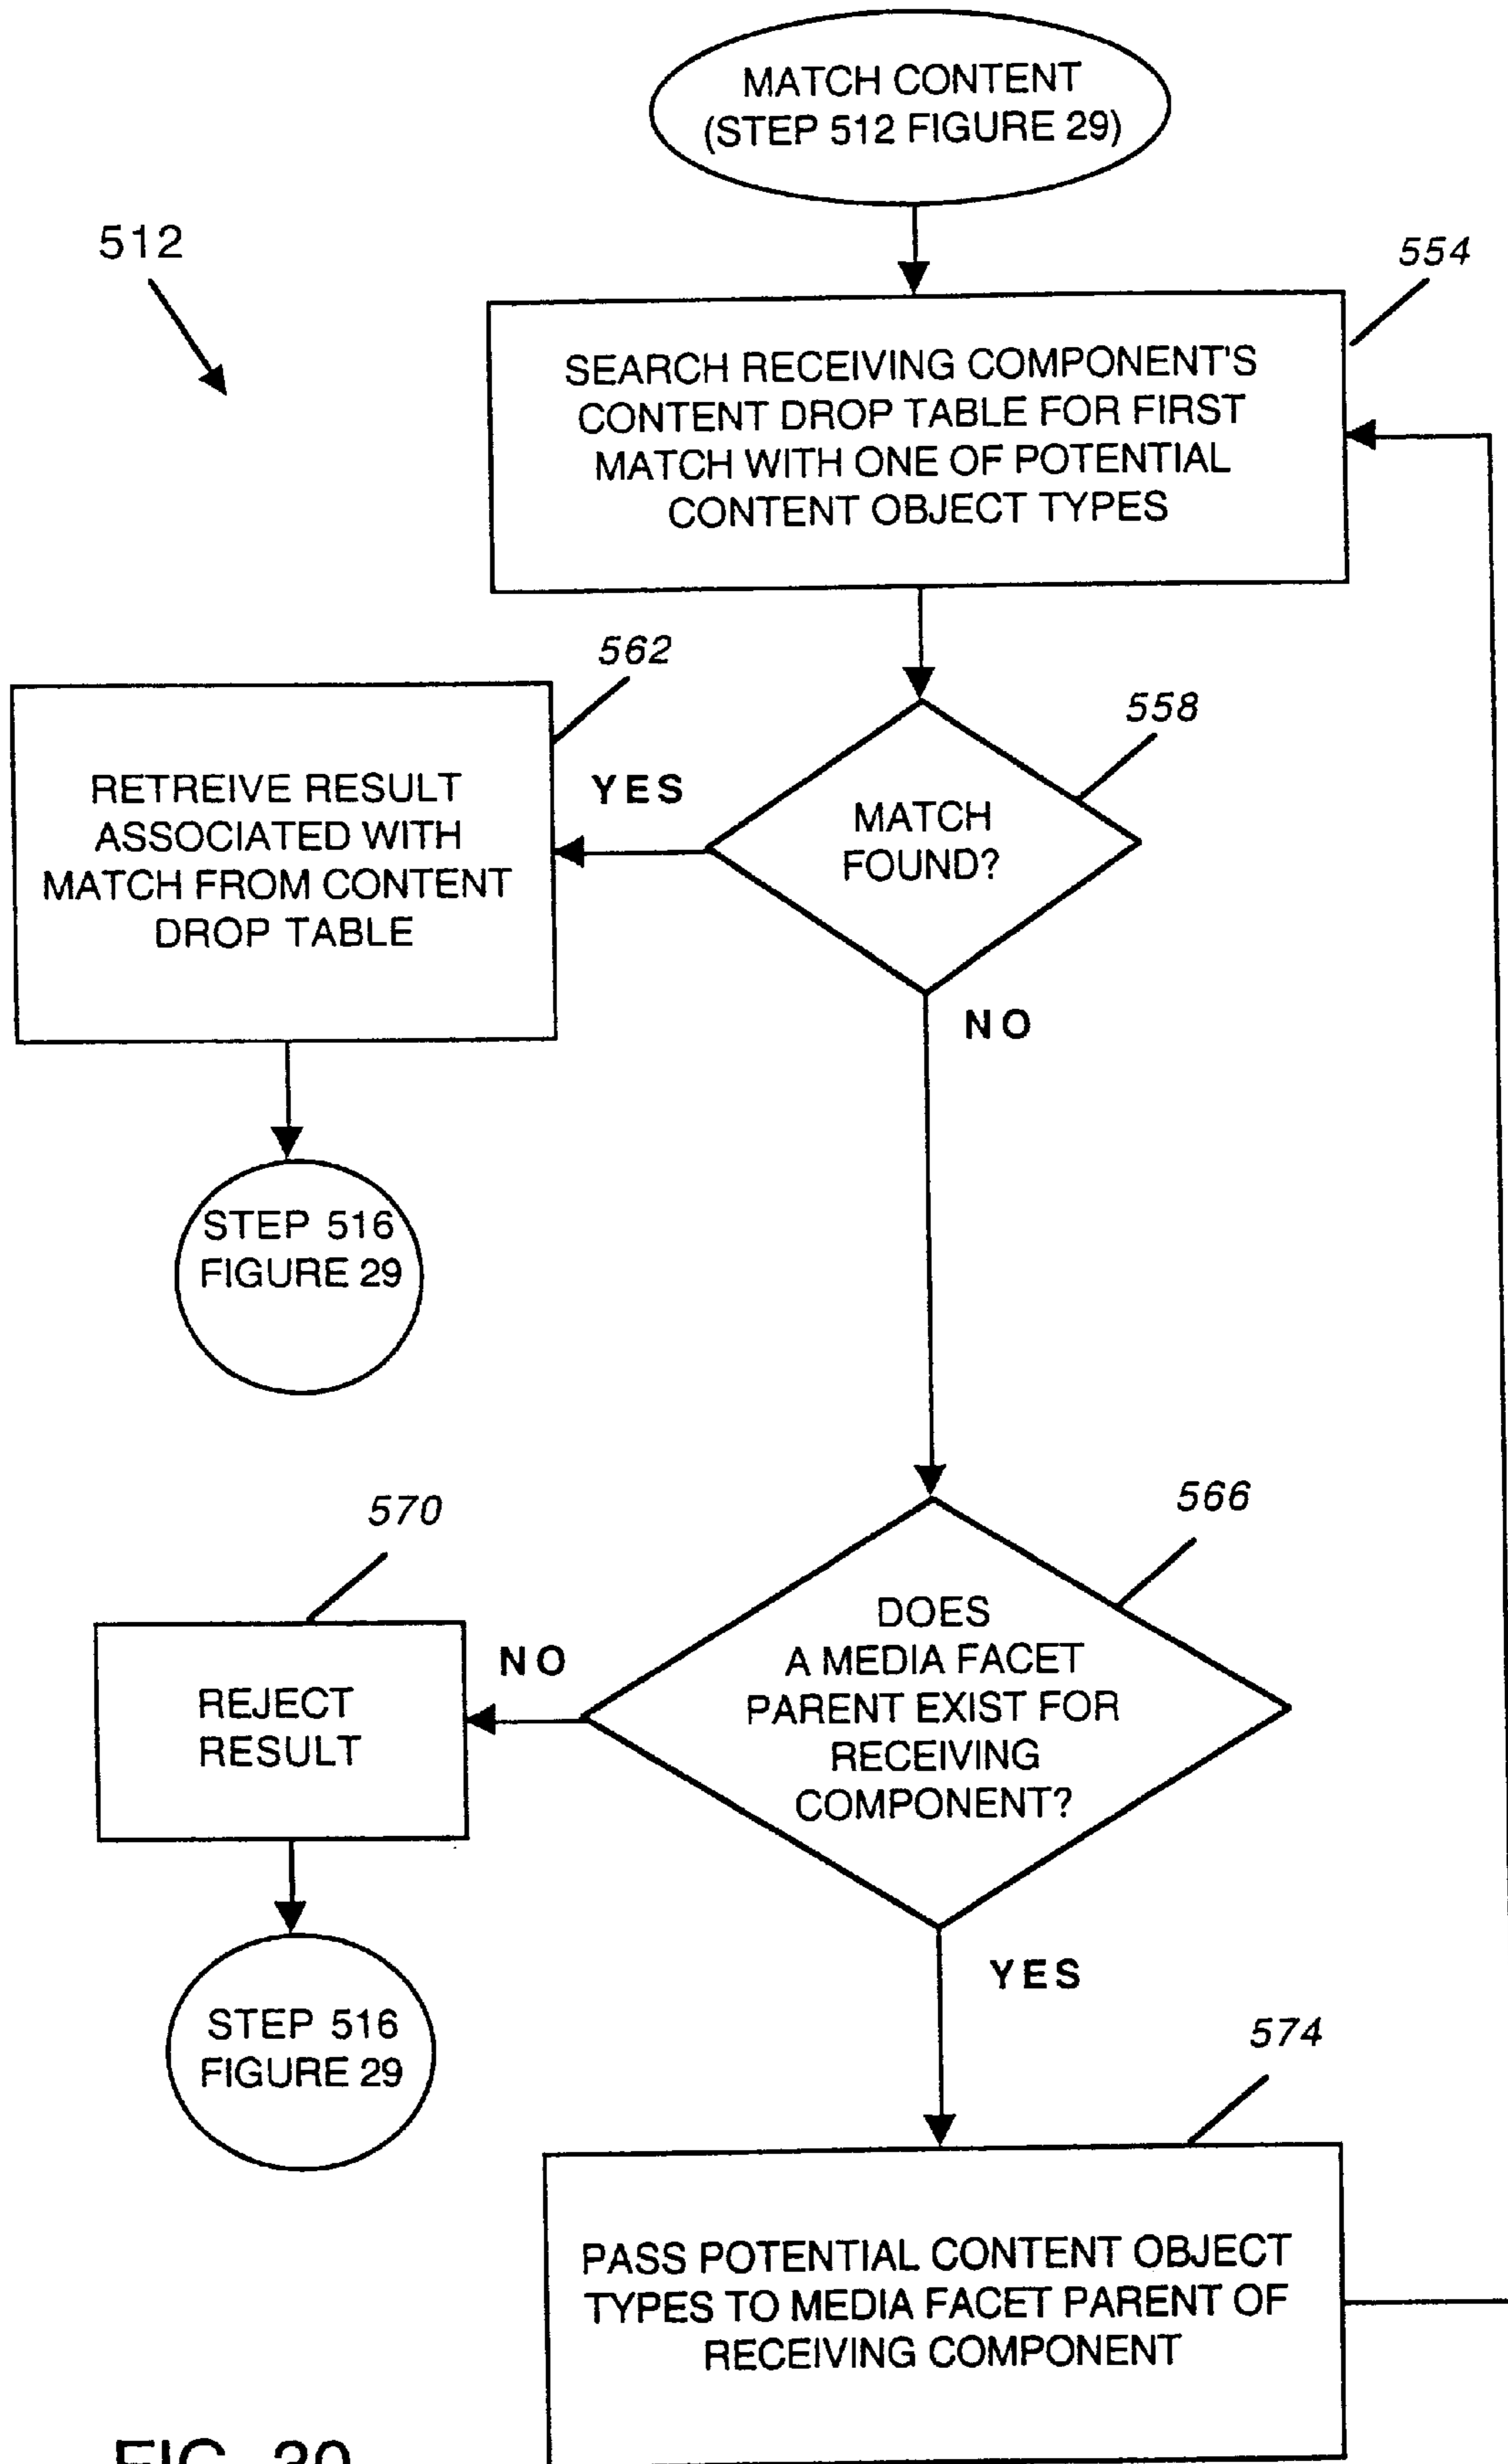 MATCH CONTENT
(STEP 512 FIGURE 29)
512
554
SEARCH RECEIVING COMPONENT'S
CONTENT DROP TABLE FOR FIRST
MATCH WITH ONE OF POTENTIAL
CONTENT OBJECT TYPES
562
558
RETREIVE RESULT
ASSOCIATED WITH
MATCH FROM CONTENT
DROP TABLE
YES
MATCH
FOUND?
NO
STEP 516
FIGURE 29
570
566
REJECT
RESULT
NO
DOES
A MEDIA FACET
PARENT EXIST FOR
RECEIVING
COMPONENT?
YES
STEP 516
FIGURE 29
574
PASS POTENTIAL CONTENT OBJECT
TYPES TO MEDIA FACET PARENT OF
RECEIVING COMPONENT
FIG.